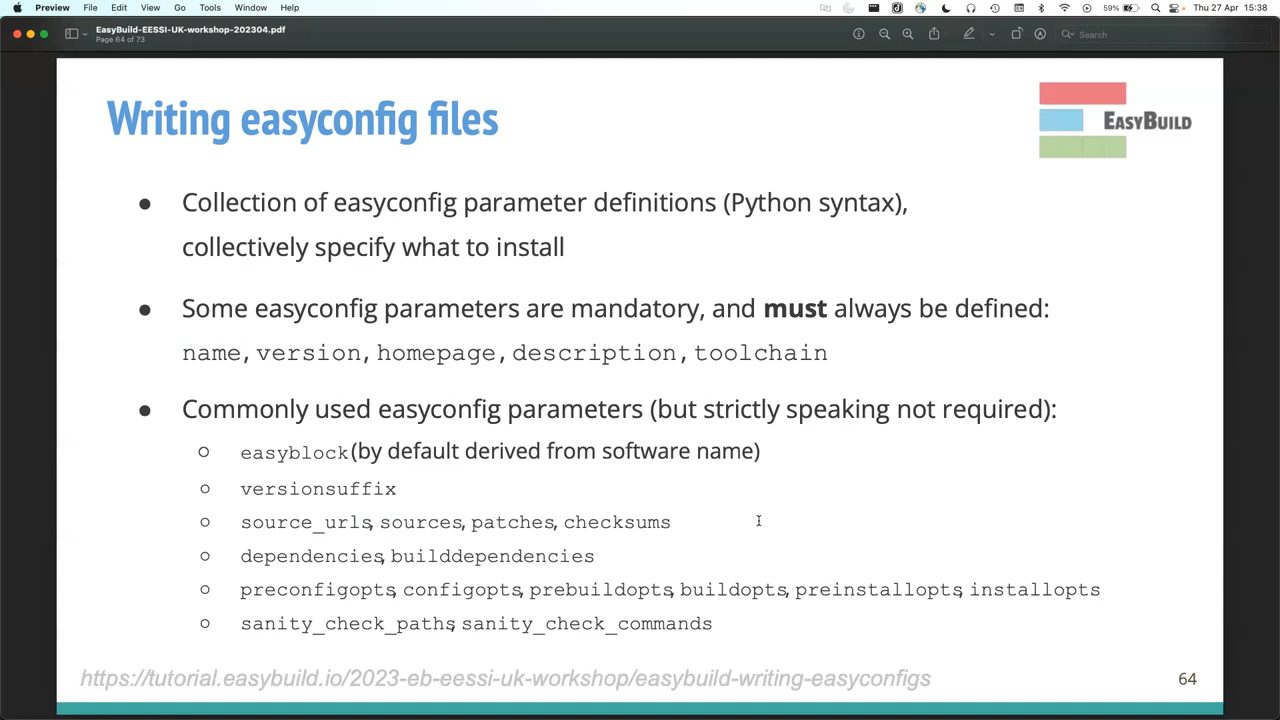 Preview File Edit View Go Tools Window Help 59% Thu 27 Apr 15:38
EasyBuild-EESSI-UK-workshop-202304.pdf
Page 64 of 73
Search
Writing easyconfig files
EASYBUILD
● Collection of easyconfig parameter definitions (Python syntax),
collectively specify what to install
● Some easyconfig parameters are mandatory, and must always be defined:
name, version, homepage, description, toolchain
● Commonly used easyconfig parameters (but strictly speaking not required):
○ easyblock (by default derived from software name)
○ versionsuffix
○ source_urls, sources, patches, checksums
○ dependencies, builddependencies
○ preconfigopts, configopts, prebuildopts, buildopts, preinstallopts, installopts
○ sanity_check_paths, sanity_check_commands
https://tutorial.easybuild.io/2023-eb-eessi-uk-workshop/easybuild-writing-easyconfigs
64